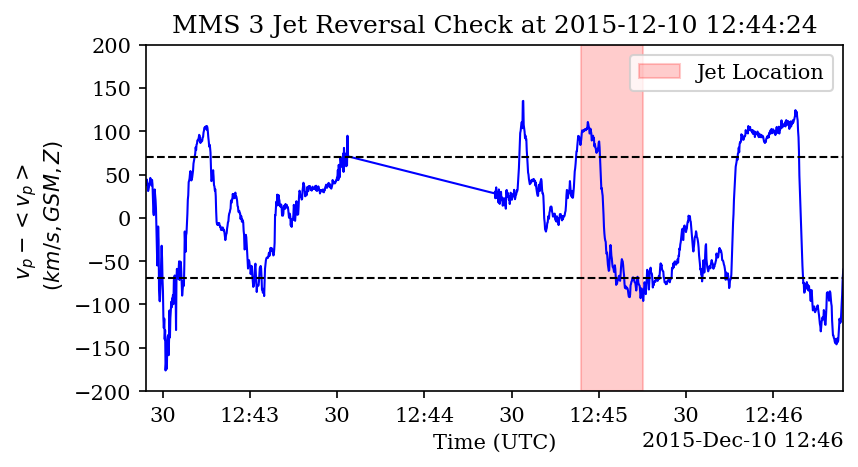 MMS 3 Jet Reversal Check at 2015-12-10 12:44:24
200
150
100
50
0
−50
−100
−150
−200
v_p − < v_p >
(km/s, GSM, Z)
Jet Location
30 12:43 30 12:44 30 12:45 30 12:46
Time (UTC)
2015-Dec-10 12:46